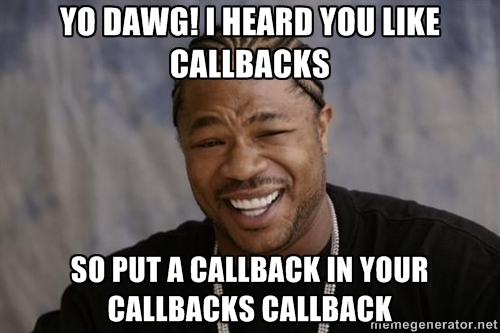 YO DAWG! I HEARD YOU LIKE
CALLBACKS
SO PUT A CALLBACK IN YOUR
CALLBACKS CALLBACK
memegenerator.net